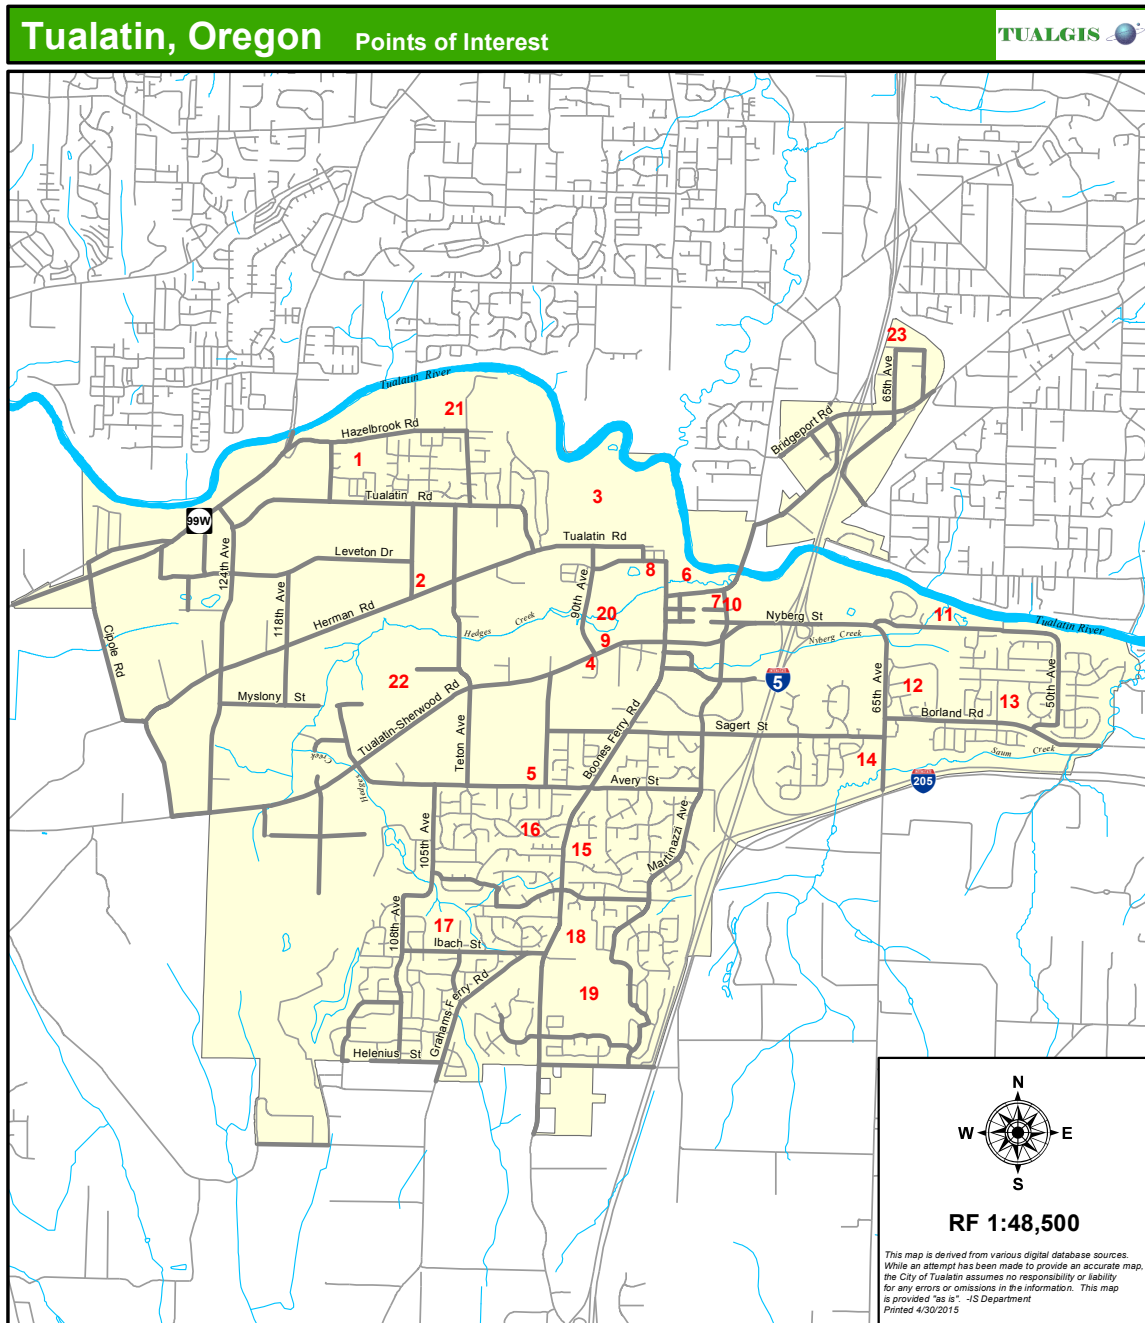 Tualatin, Oregon Points of Interest
TUALGIS
23
65th Ave
Tualatin River
21
Bridgeport Rd
Hazelbrook Rd
1
3
Tualatin Rd
99W
Tualatin Rd
124th Ave
Leveton Dr
8
6
2
90th Ave
118th Ave
7
10
11
Herman Rd
20
Nyberg St
Tualatin River
Hedges Creek
Nyberg Creek
9
Cipole Rd
4
22
5
12
13
65th Ave
50th Ave
Myslony St
Tualatin-Sherwood Rd
Borland Rd
Sagert St
Boones Ferry Rd
Teton Ave
Saum Creek
14
Hedges Creek
5
Avery St
205
16
105th Ave
15
Martinazzi Ave
108th Ave
17
18
Ibach St
19
Grahams Ferry Rd
Helenius St
N
W E
S
RF 1:48,500
This map is derived from various digital database sources.
While an attempt has been made to provide an accurate map,
the City of Tualatin assumes no responsibility or liability
for any errors or omissions in the information. This map
is provided "as is". -IS Department
Printed 4/30/2015